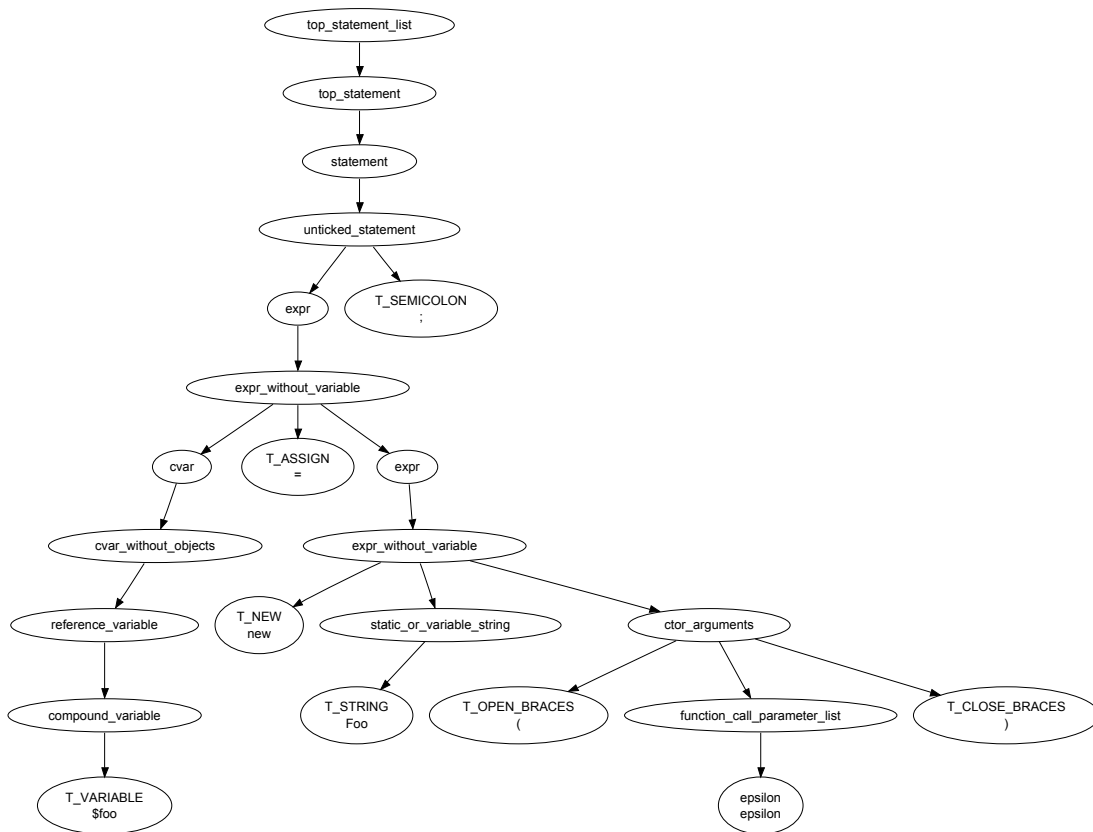 top_statement_list
top_statement
statement
unticked_statement
expr
T_SEMICOLON
;
expr_without_variable
cvar
T_ASSIGN
=
expr
cvar_without_objects
expr_without_variable
reference_variable
T_NEW
new
static_or_variable_string
ctor_arguments
compound_variable
T_STRING
Foo
T_OPEN_BRACES
(
function_call_parameter_list
T_CLOSE_BRACES
)
T_VARIABLE
$foo
epsilon
epsilon